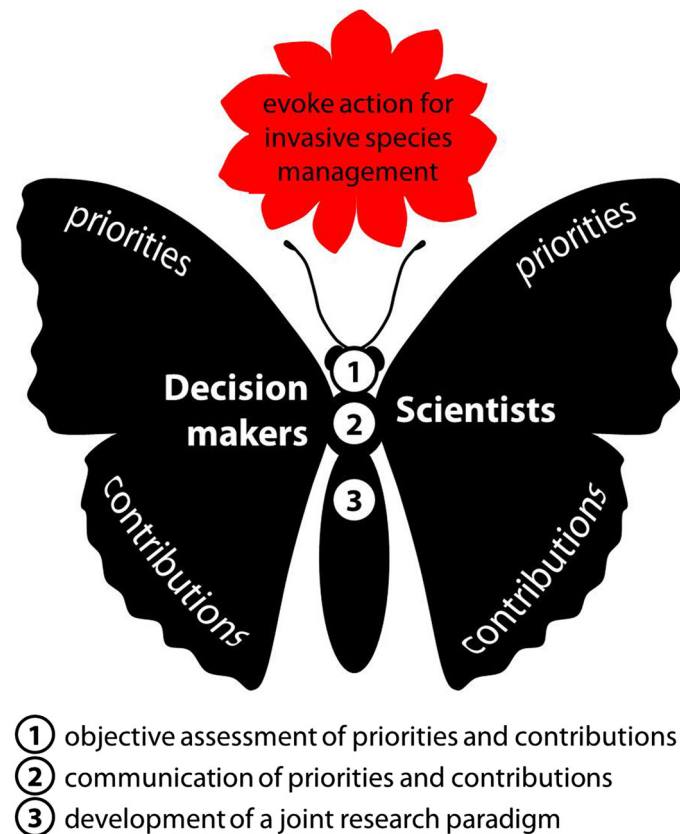 evoke action for
invasive species
management
priorities
priorities
Decision
makers
Scientists
1
2
3
contributions
contributions
1 objective assessment of priorities and contributions
2 communication of priorities and contributions
3 development of a joint research paradigm